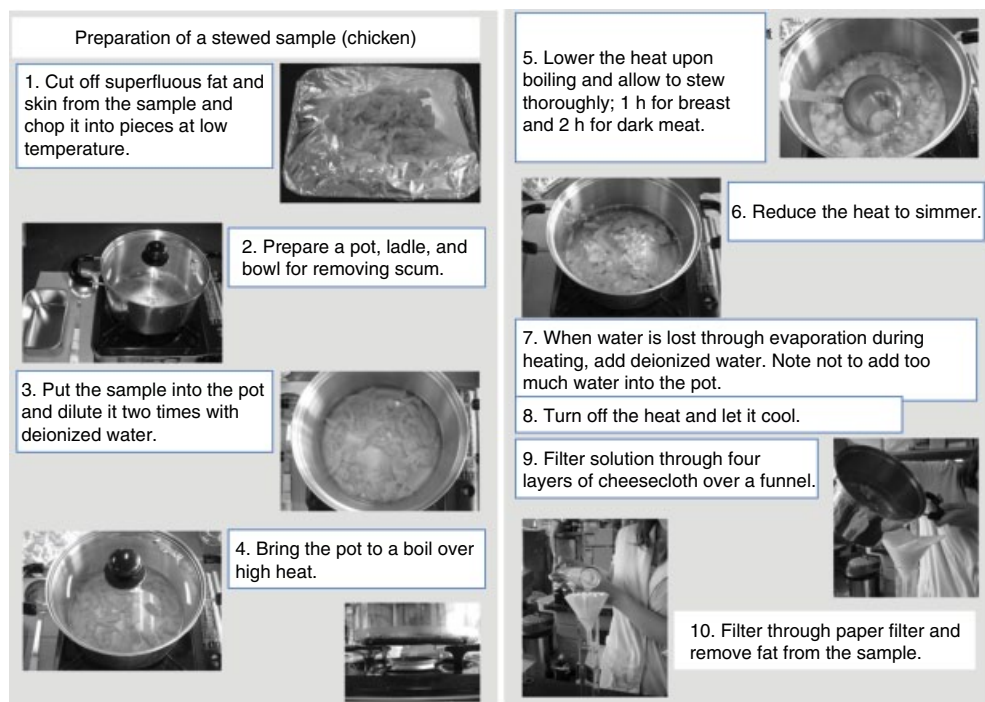 Preparation of a stewed sample (chicken)
1. Cut off superfluous fat and
skin from the sample and
chop it into pieces at low
temperature.
2. Prepare a pot, ladle, and
bowl for removing scum.
3. Put the sample into the pot
and dilute it two times with
deionized water.
4. Bring the pot to a boil over
high heat.
5. Lower the heat upon
boiling and allow to stew
thoroughly; 1 h for breast
and 2 h for dark meat.
6. Reduce the heat to simmer.
7. When water is lost through evaporation during
heating, add deionized water. Note not to add too
much water into the pot.
8. Turn off the heat and let it cool.
9. Filter solution through four
layers of cheesecloth over a funnel.
10. Filter through paper filter and
remove fat from the sample.